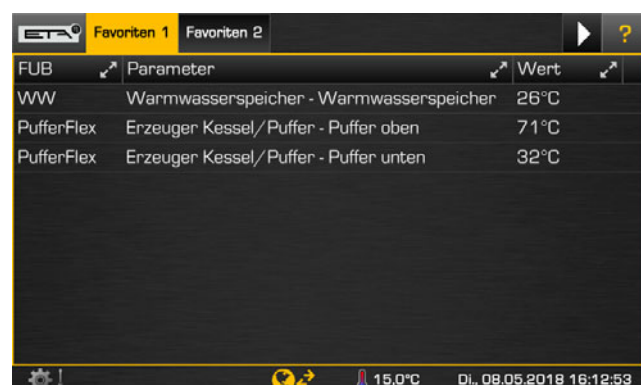 ETA Favoriten 1 Favoriten 2 ?
FUB Parameter Wert
WW Warmwasserspeicher - Warmwasserspeicher 26°C
PufferFlex Erzeuger Kessel/Puffer - Puffer oben 71°C
PufferFlex Erzeuger Kessel/Puffer - Puffer unten 32°C
15,0°C Di., 08.05.2018 16:12:53